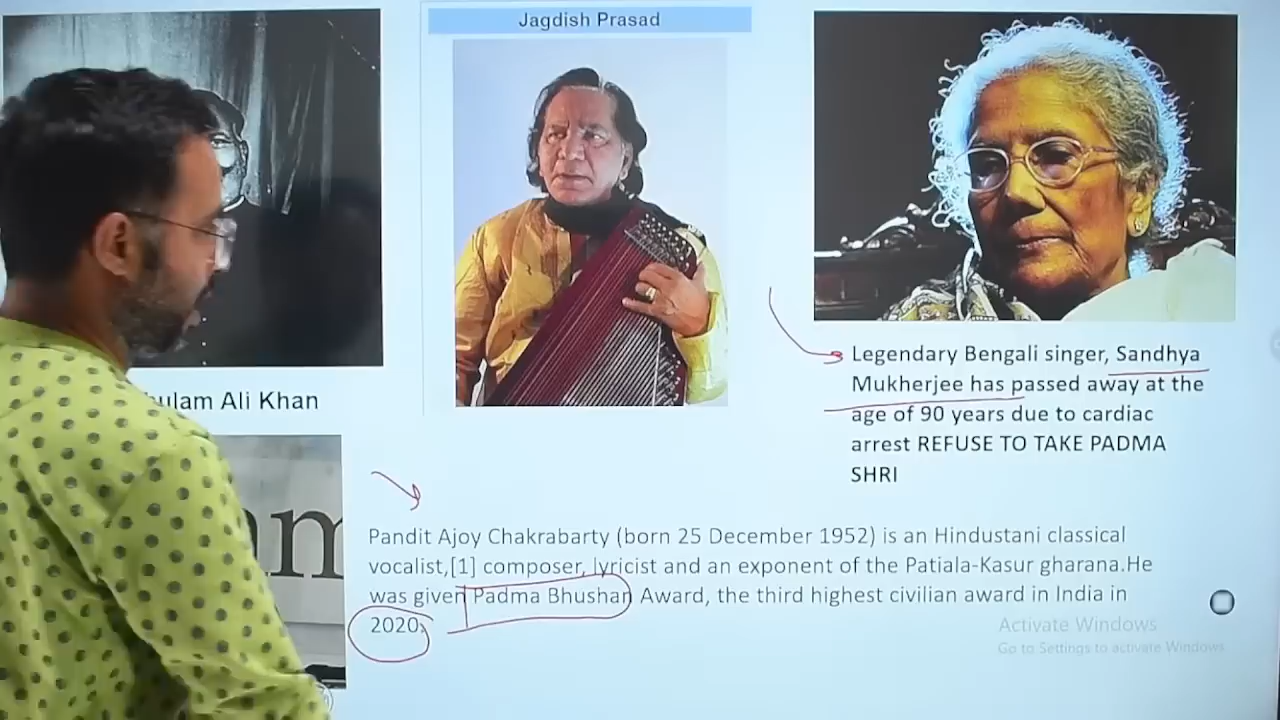 Jagdish Prasad
ulam Ali Khan
Legendary Bengali singer, Sandhya
Mukherjee has passed away at the
age of 90 years due to cardiac
arrest REFUSE TO TAKE PADMA
SHRI
Pandit Ajoy Chakrabarty (born 25 December 1952) is an Hindustani classical
vocalist,[1] composer, lyricist and an exponent of the Patiala-Kasur gharana.He
was given Padma Bhushan Award, the third highest civilian award in India in
2020.
Activate Windows
Go to Settings to activate Windows.